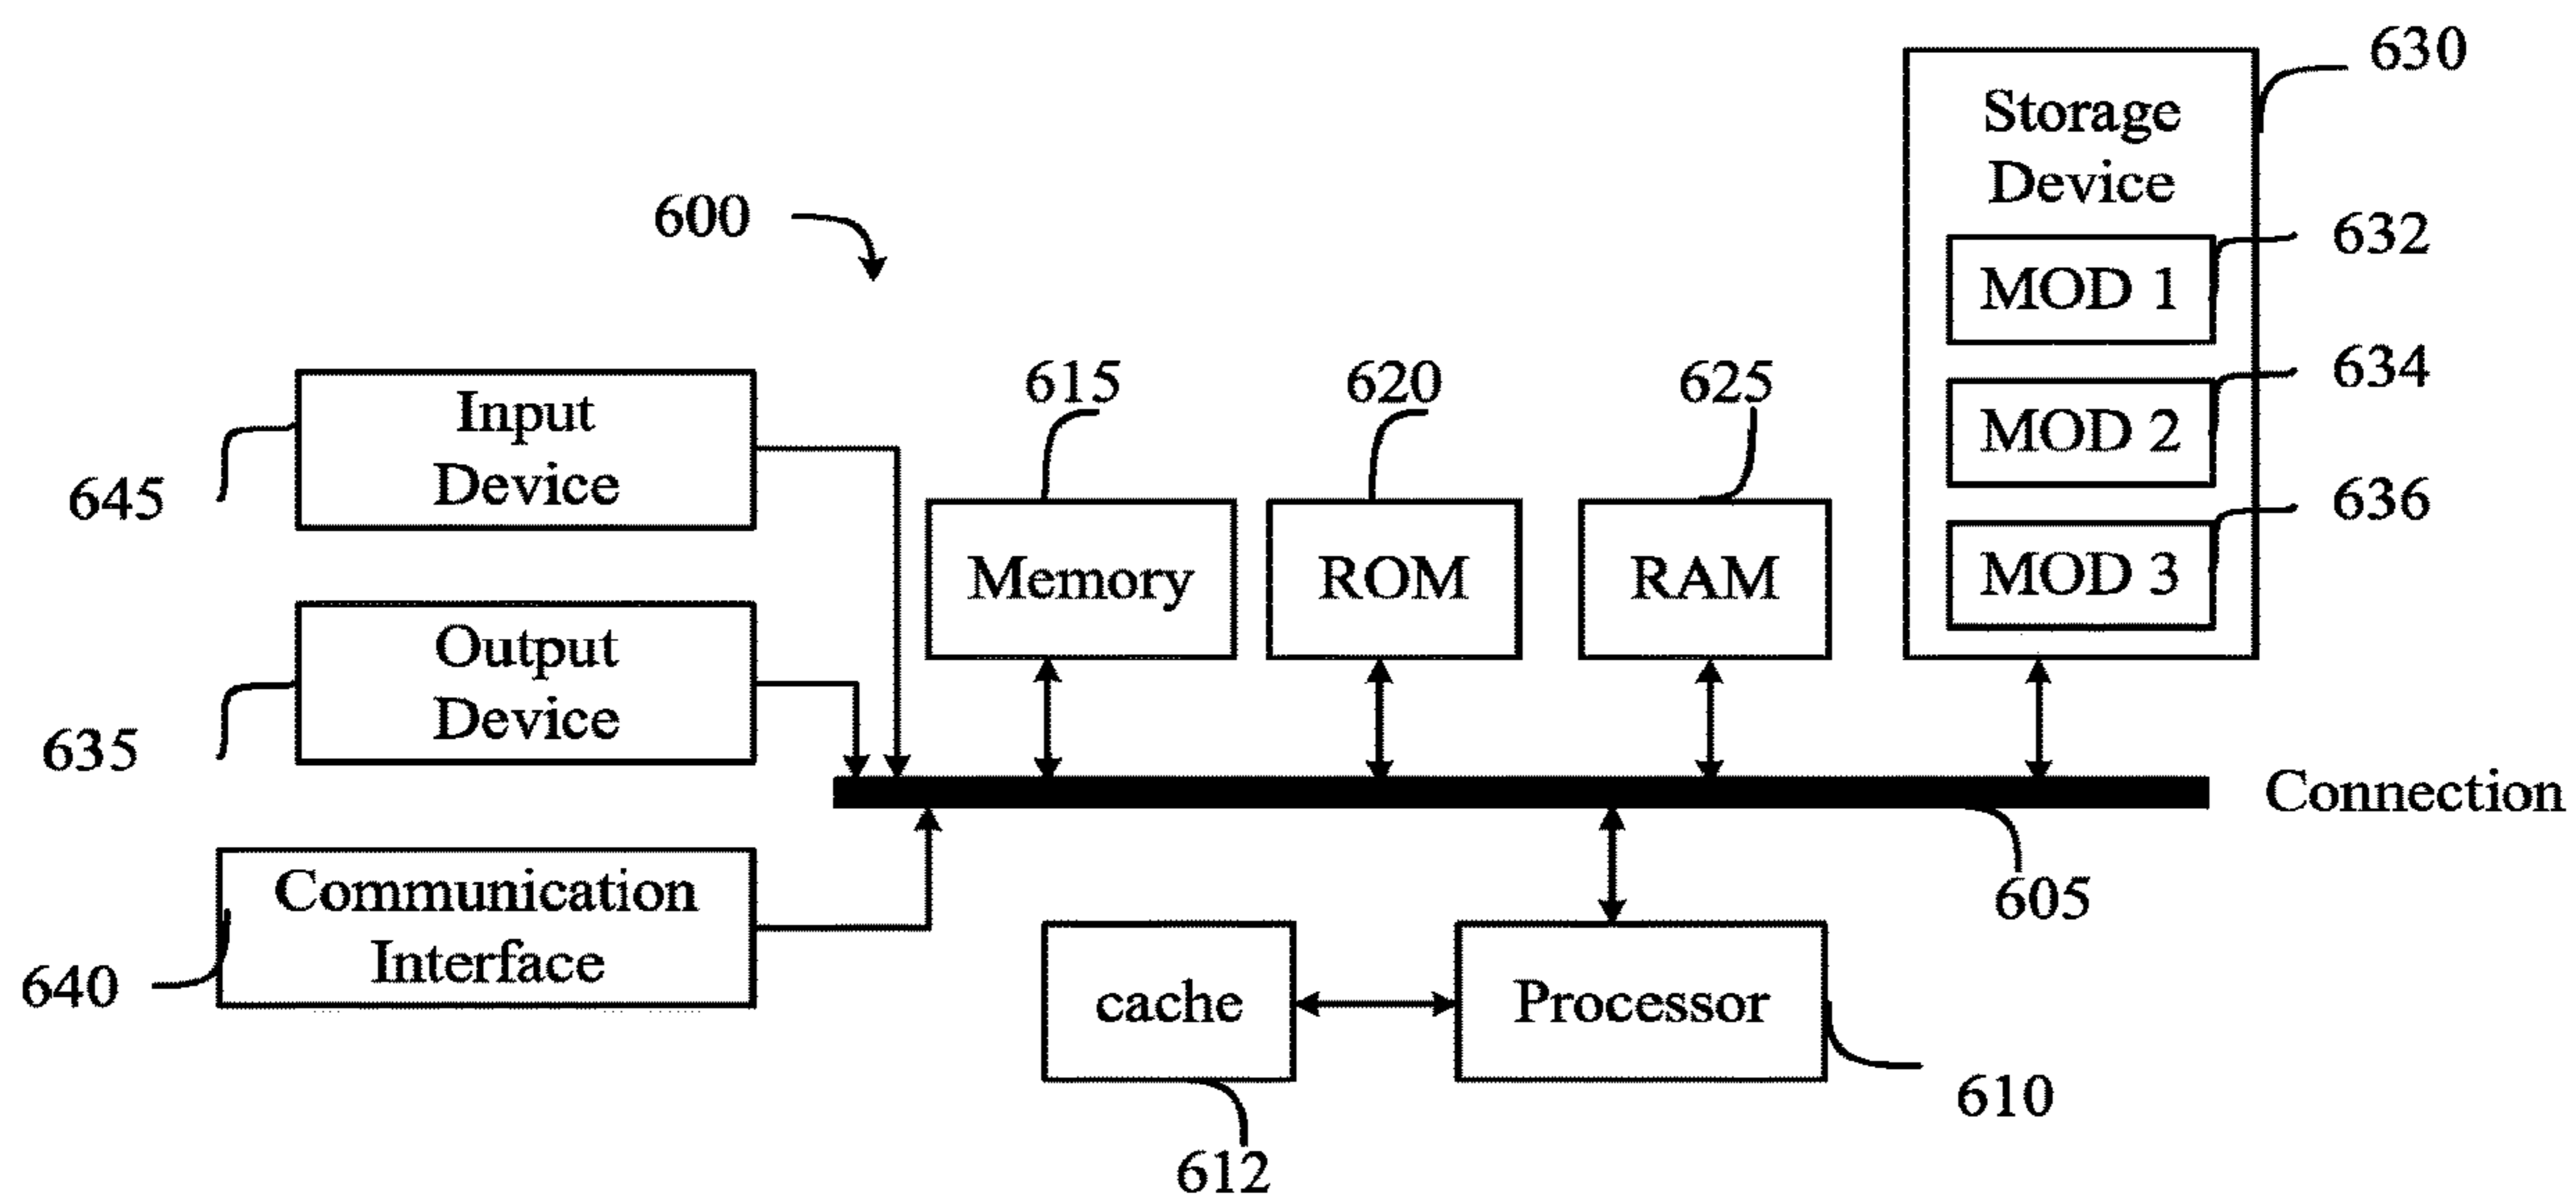 630
Storage
Device
600
632
MOD 1
634
MOD 2
636
MOD 3
615
620
625
Input
Device
645
Memory
ROM
RAM
Output
Device
635
Connection
605
Communication
Interface
640
cache
Processor
610
612